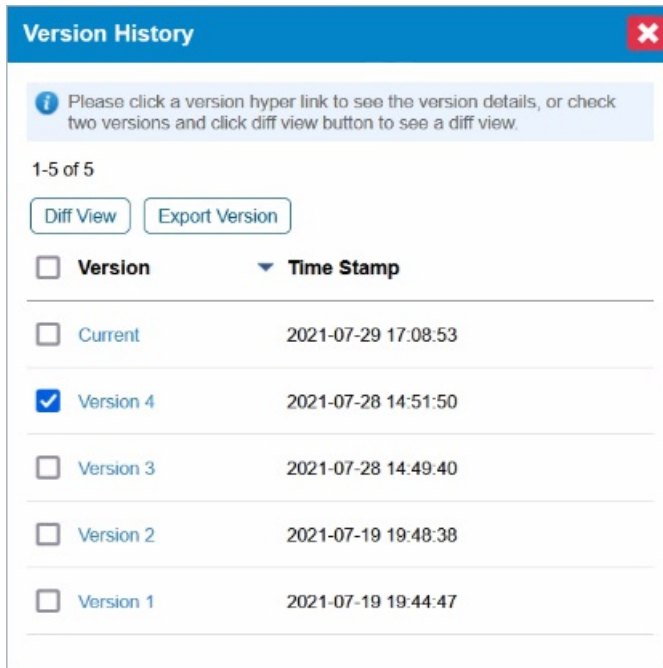 Version History
Please click a version hyper link to see the version details, or check
two versions and click diff view button to see a diff view.
1-5 of 5
Diff View Export Version
Version Time Stamp
Current 2021-07-29 17:08:53
Version 4 2021-07-28 14:51:50
Version 3 2021-07-28 14:49:40
Version 2 2021-07-19 19:48:38
Version 1 2021-07-19 19:44:47